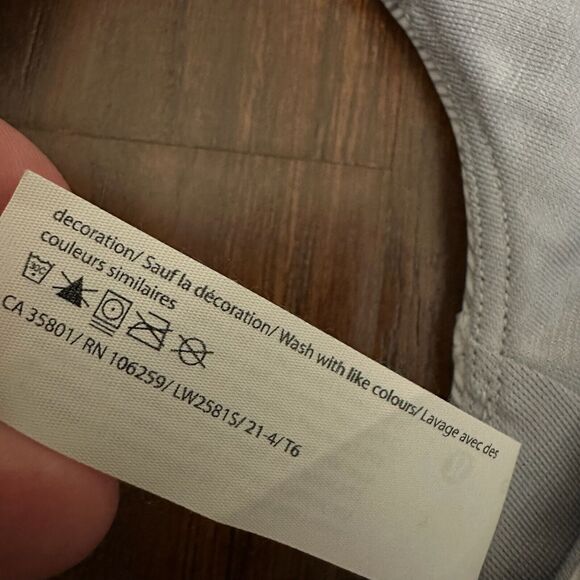 decoration/ Sauf la décoration/ Wash with like colours/ Lavage avec des
couleurs similaires
30C
CA 35801/ RN 106259/ LW2581S/ 21-4/ T6